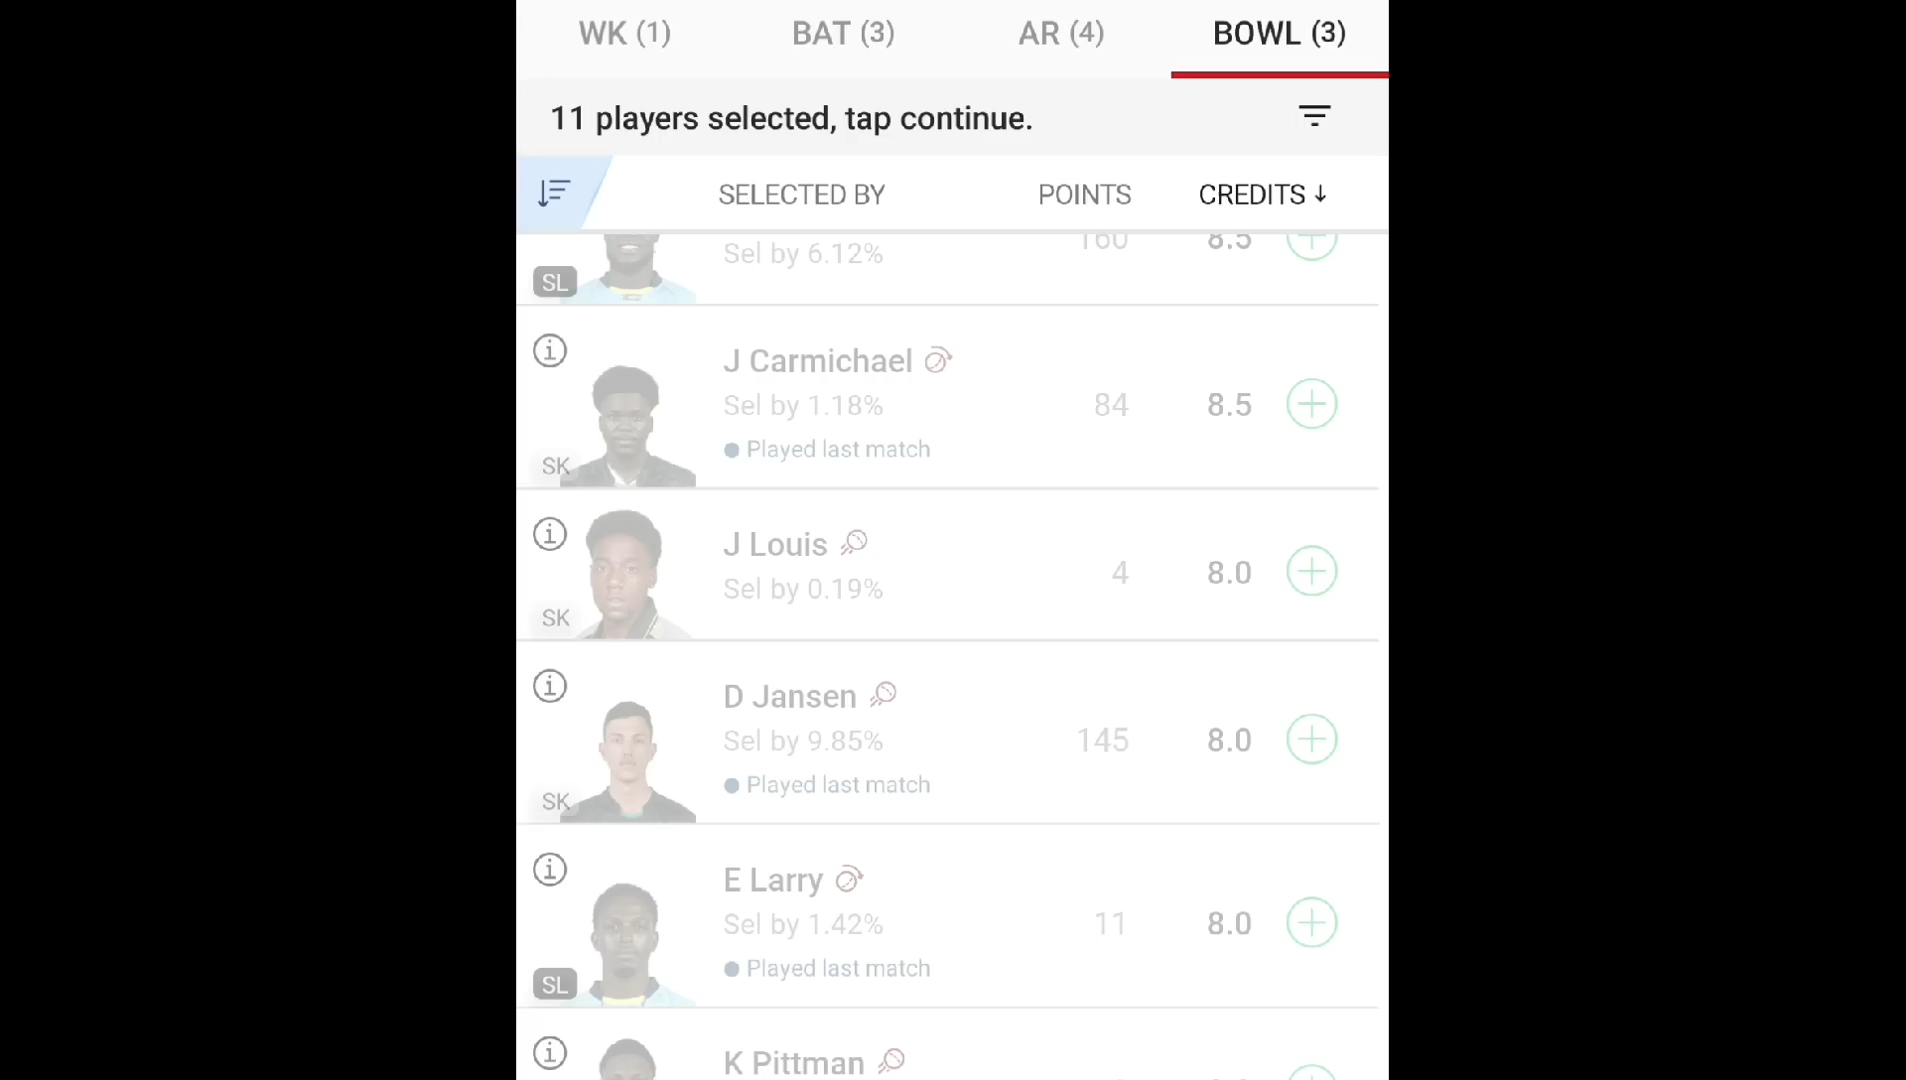 WK (1) BAT (3) AR (4) BOWL (3)
11 players selected, tap continue.
SELECTED BY POINTS CREDITS ↓
Sel by 6.12% 160 8.5
SL
J Carmichael
Sel by 1.18% 84 8.5
Played last match
SK
J Louis
Sel by 0.19% 4 8.0
SK
D Jansen
Sel by 9.85% 145 8.0
Played last match
SK
E Larry
Sel by 1.42% 11 8.0
Played last match
SL
K Pittman